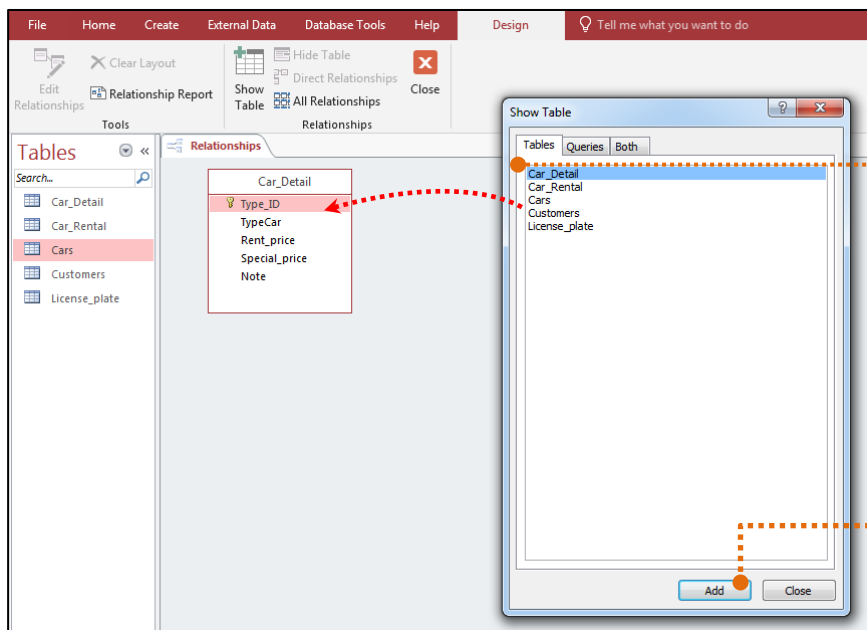 File Home Create External Data Database Tools Help Design Tell me what you want to do
Edit Relationships
Clear Layout
Relationship Report
Tools
Show Table
Hide Table
Direct Relationships
All Relationships
Close
Relationships
Tables
Search...
Car_Detail
Car_Rental
Cars
Customers
License_plate
Relationships
Car_Detail
Type_ID
TypeCar
Rent_price
Special_price
Note
Show Table
?
Tables Queries Both
Car_Detail
Car_Rental
Cars
Customers
License_plate
Add Close